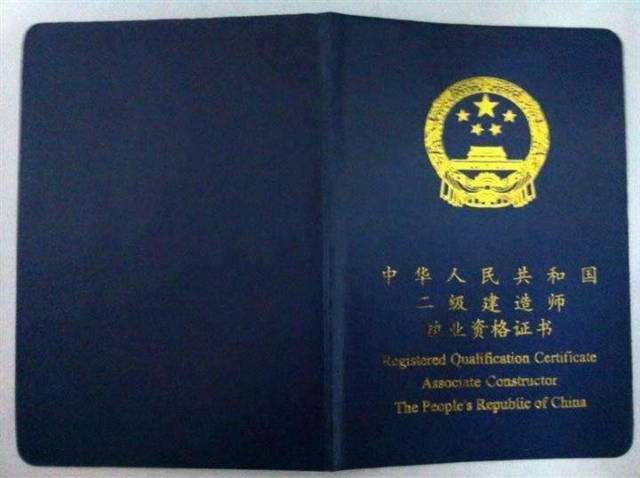 中华人民共和国
二级建造师
执业资格证书
Registered Qualification Certificate
Associate Constructor
The People's Republic of China